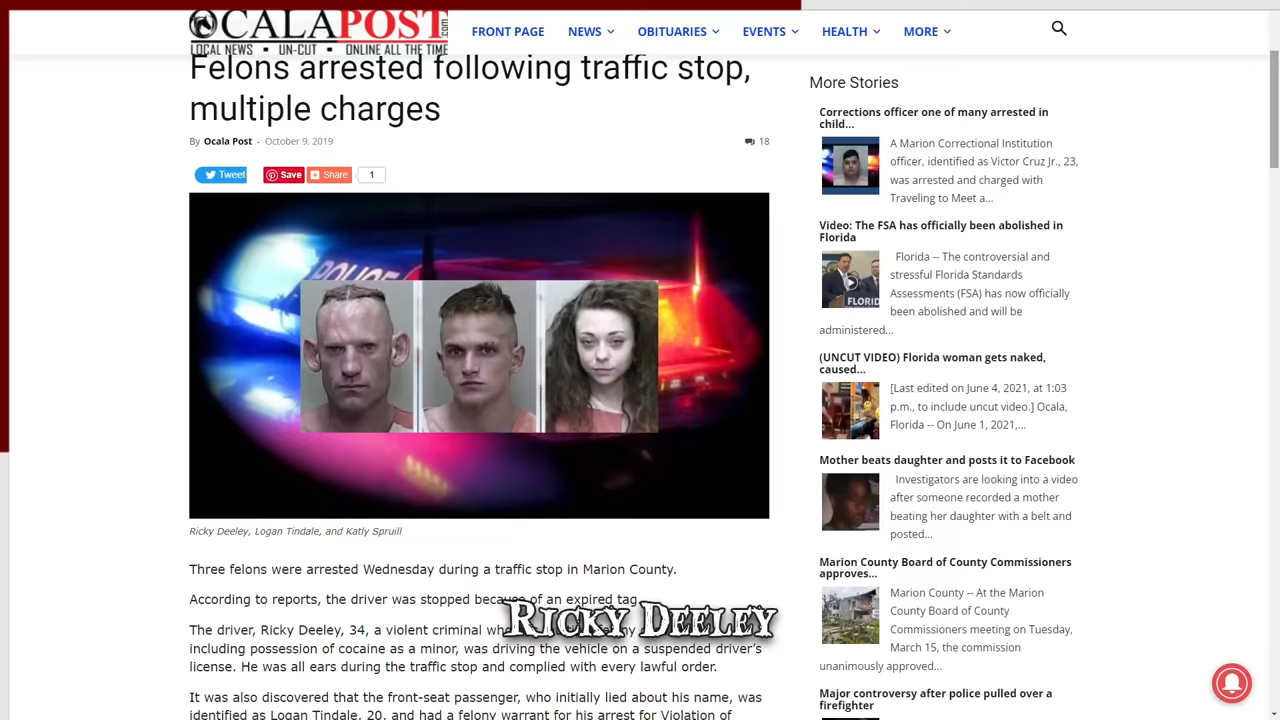 OCALAPOST.com
LOCAL NEWS ▪ UN-CUT ▪ ONLINE ALL THE TIME
FRONT PAGE NEWS OBITUARIES EVENTS HEALTH MORE
Felons arrested following traffic stop,
multiple charges
By Ocala Post - October 9, 2019 18
Tweet Save Share 1
POLICE
Ricky Deeley, Logan Tindale, and Katly Spruill
Three felons were arrested Wednesday during a traffic stop in Marion County.
According to reports, the driver was stopped because of an expired tag
Ricky Deeley
The driver, Ricky Deeley, 34, a violent criminal
including possession of cocaine as a minor, was driving the vehicle on a suspended driver's
license. He was all ears during the traffic stop and complied with every lawful order.
It was also discovered that the front-seat passenger, who initially lied about his name, was
identified as Logan Tindale, 20, and had a felony warrant for his arrest for Violation of
More Stories
Corrections officer one of many arrested in
child...
A Marion Correctional Institution
officer, identified as Victor Cruz Jr., 23,
was arrested and charged with
Traveling to Meet a...
Video: The FSA has officially been abolished in
Florida
FLORID
Florida -- The controversial and
stressful Florida Standards
Assessments (FSA) has now officially
been abolished and will be
administered...
(UNCUT VIDEO) Florida woman gets naked,
caused...
[Last edited on June 4, 2021, at 1:03
p.m., to include uncut video.] Ocala,
Florida -- On June 1, 2021,...
Mother beats daughter and posts it to Facebook
Investigators are looking into a video
after someone recorded a mother
beating her daughter with a belt and
posted...
Marion County Board of County Commissioners
approves...
Marion County -- At the Marion
County Board of County
Commissioners meeting on Tuesday,
March 15, the commission
unanimously approved...
Major controversy after police pulled over a
firefighter